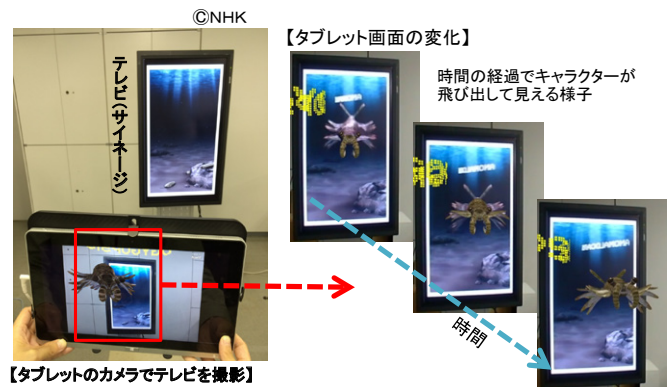 ©NHK
【タブレット画面の変化】
時間の経過でキャラクターが
飛び出して見える様子
テレビ(サイネージ)
時間
【タブレットのカメラでテレビを撮影】